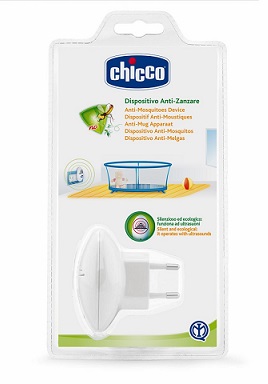 chicco
Dispositivo Anti-Zanzare
Anti-Mosquitoes Device
Dispositif Anti-Moustiques
Anti-Mug Apparaat
Dispositivo Anti-Mosquitos
Dispositivo Anti-Melgas
Silenzioso ed ecologico:
funziona ad ultrasuoni
Silent and ecological:
it operates with ultrasounds